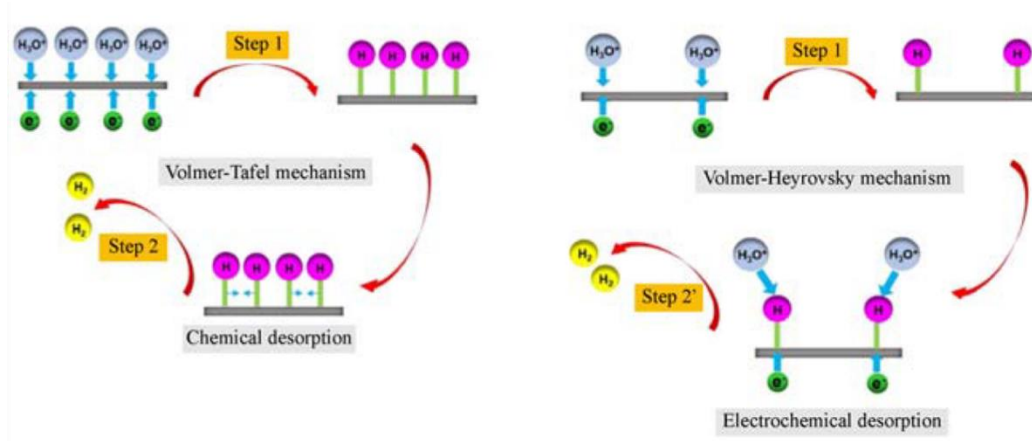 H₃O⁺ H₃O⁺ H₃O⁺ H₃O⁺
e⁻ e⁻ e⁻ e⁻
Step 1
H H H H
Volmer-Tafel mechanism
H₂
H₂
Step 2
H H H H
Chemical desorption
H₃O⁺ H₃O⁺
e⁻ e⁻
Step 1
H H
Volmer-Heyrovsky mechanism
H₂
H₂
Step 2'
H₃O⁺ H₃O⁺
H H
e⁻ e⁻
Electrochemical desorption